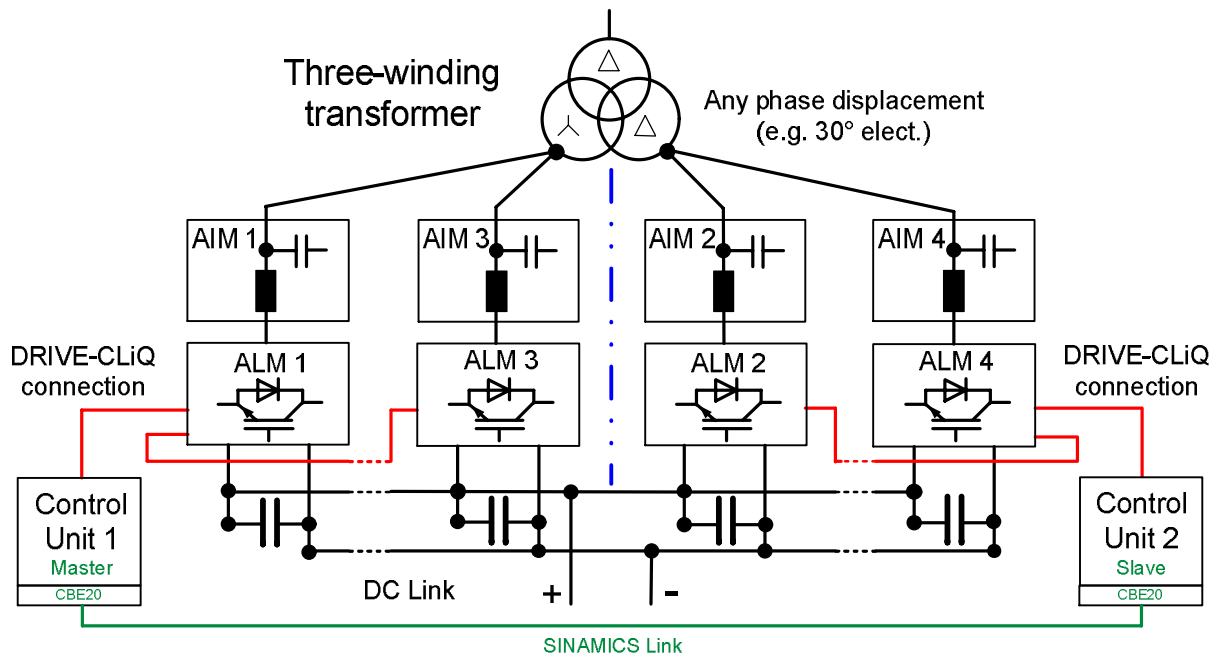 Three-winding
transformer
Any phase displacement
(e.g. 30° elect.)
AIM 1
AIM 3
AIM 2
AIM 4
DRIVE-CLiQ
connection
ALM 1
ALM 3
ALM 2
ALM 4
DRIVE-CLiQ
connection
Control
Unit 1
Master
CBE20
Control
Unit 2
Slave
CBE20
DC Link
+
-
SINAMICS Link